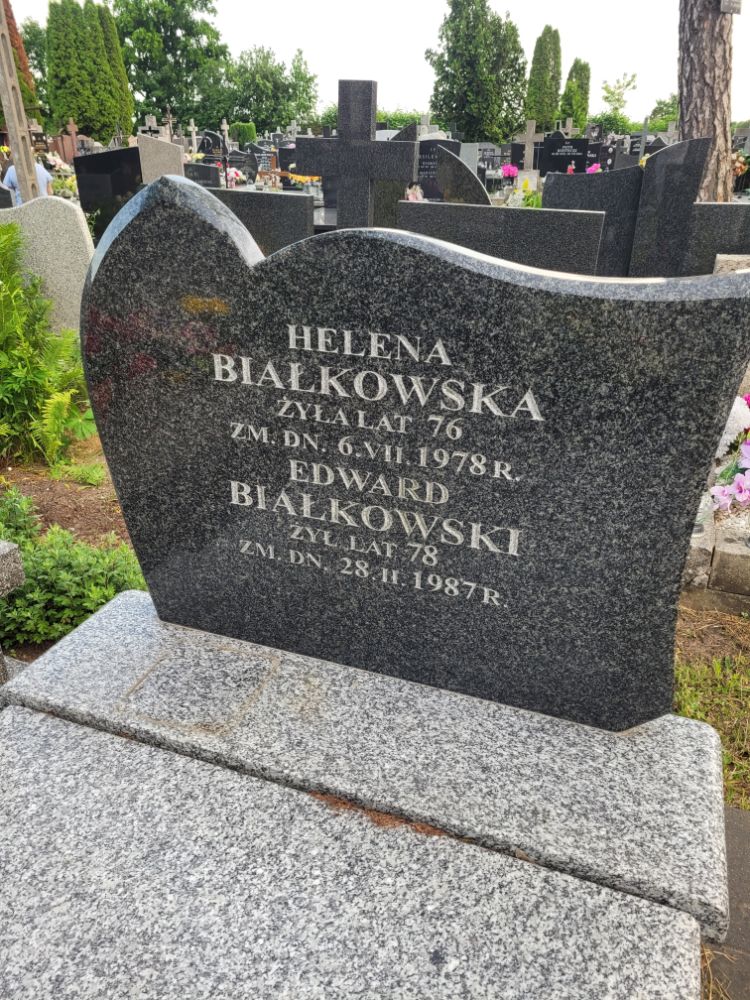 HELENA
BIAŁKOWSKA
ŻYŁA LAT 76
ZM. DN. 6.VII.1978 R.
EDWARD
BIAŁKOWSKI
ŻYŁ LAT 78
ZM. DN. 28.II.1987 R.